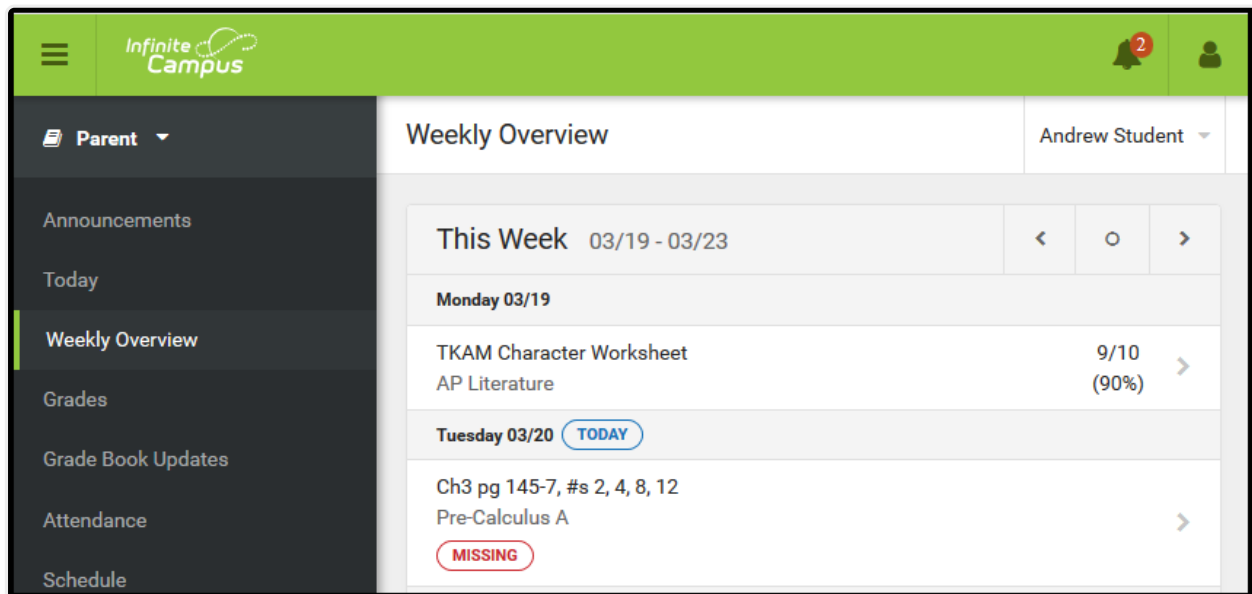 Infinite
Campus
2
Parent
Weekly Overview
Andrew Student
Announcements
Today
Weekly Overview
Grades
Grade Book Updates
Attendance
Schedule
This Week 03/19 - 03/23
Monday 03/19
TKAM Character Worksheet
9/10
AP Literature
(90%)
Tuesday 03/20 TODAY
Ch3 pg 145-7, #s 2, 4, 8, 12
Pre-Calculus A
MISSING